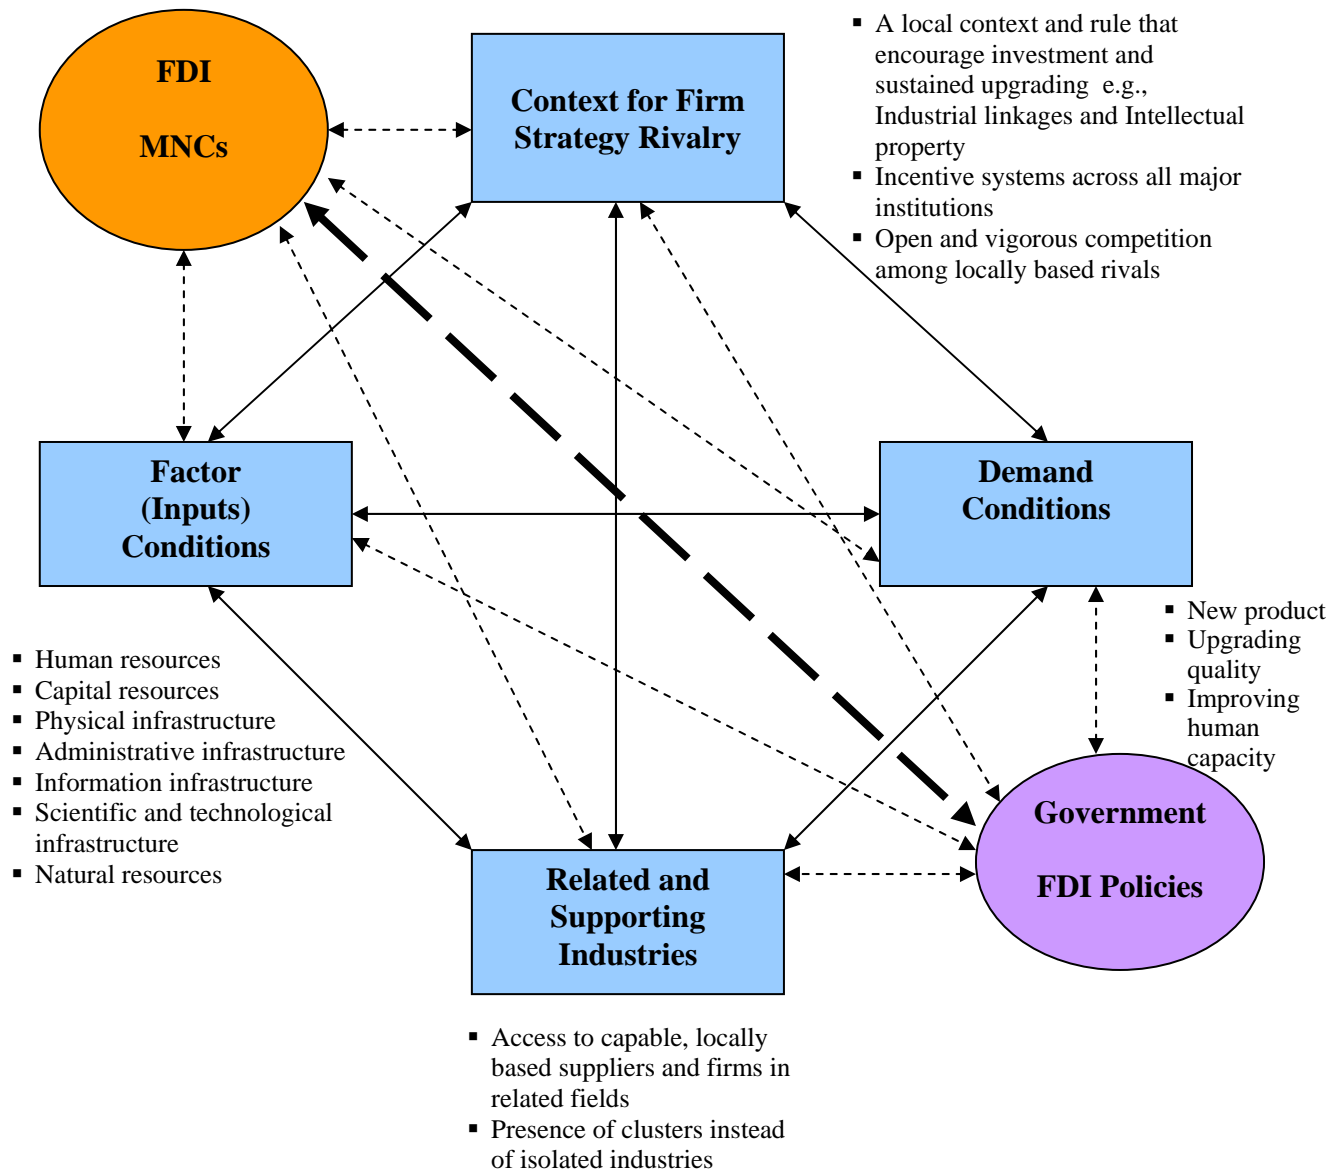 FDI
MNCs
Context for Firm
Strategy Rivalry
▪ A local context and rule that
encourage investment and
sustained upgrading e.g.,
Industrial linkages and Intellectual
property
▪ Incentive systems across all major
institutions
▪ Open and vigorous competition
among locally based rivals
Factor
(Inputs)
Conditions
Demand
Conditions
▪ New product
▪ Upgrading
quality
▪ Improving
human
capacity
▪ Human resources
▪ Capital resources
▪ Physical infrastructure
▪ Administrative infrastructure
▪ Information infrastructure
▪ Scientific and technological
infrastructure
▪ Natural resources
Government
FDI Policies
Related and
Supporting
Industries
▪ Access to capable, locally
based suppliers and firms in
related fields
▪ Presence of clusters instead
of isolated industries